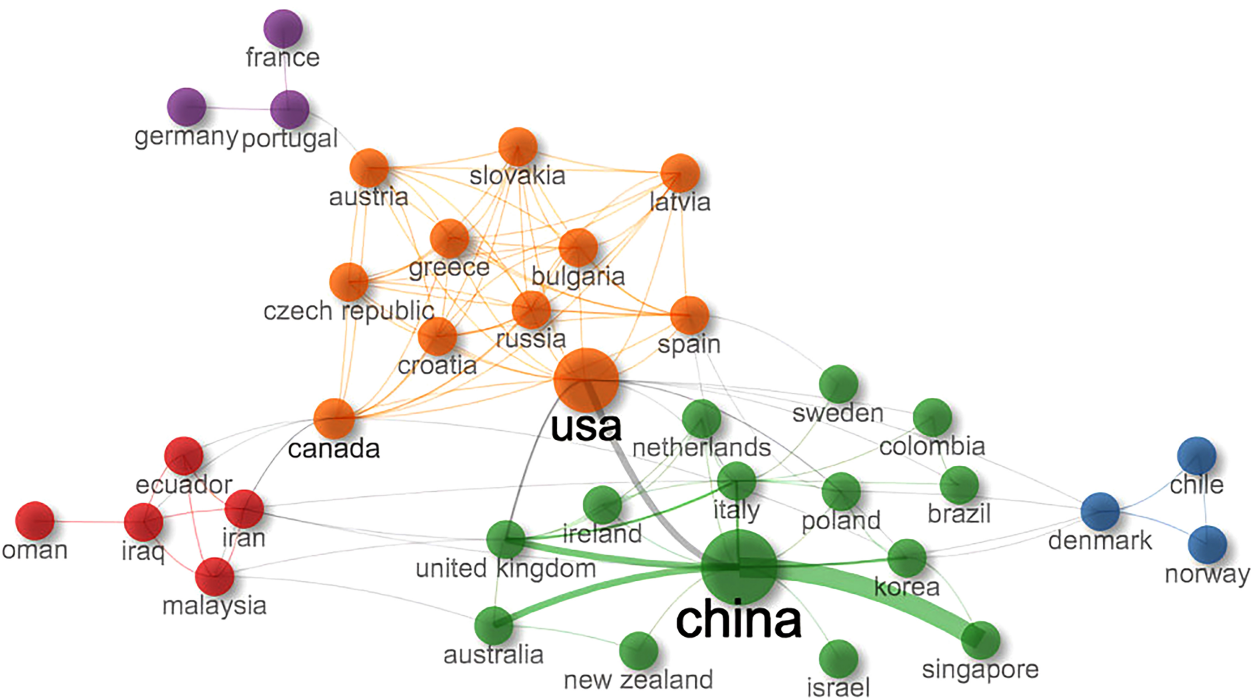 france
germany
portugal
austria
slovakia
latvia
greece
bulgaria
czech republic
russia
croatia
spain
usa
canada
sweden
netherlands
colombia
ecuador
chile
iran
italy
ireland
poland
brazil
oman
iraq
denmark
united kingdom
korea
norway
malaysia
china
australia
new zealand
israel
singapore